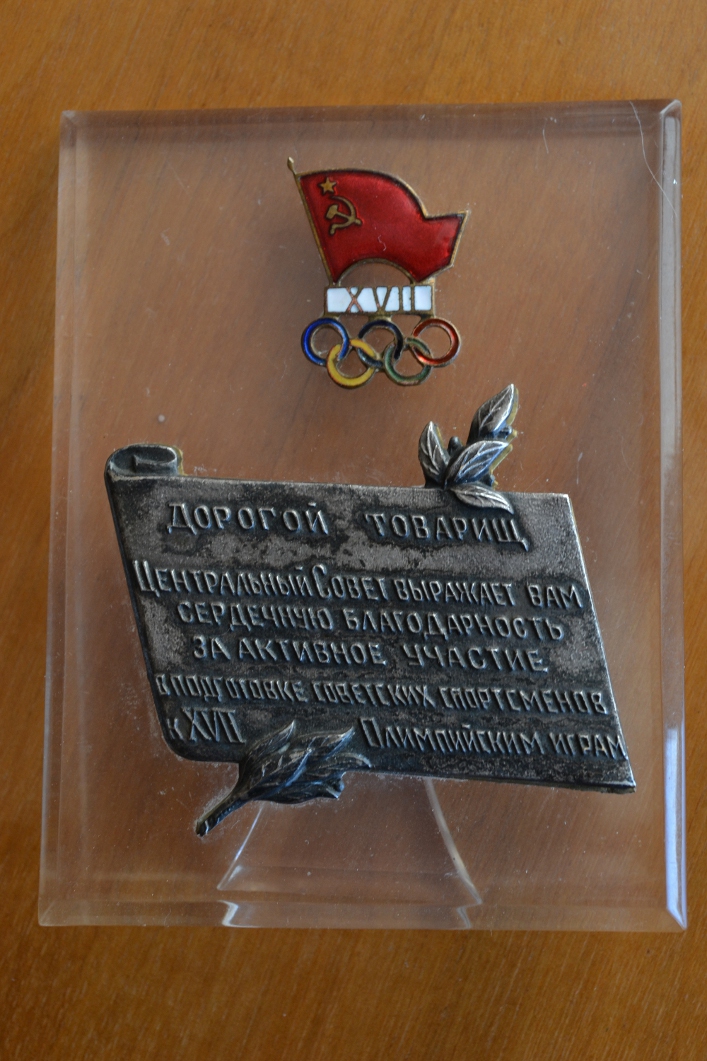 XVII
ДОРОГОЙ ТОВАРИЩ
ЦЕНТРАЛЬНЫЙ СОВЕТ ВЫРАЖАЕТ ВАМ
СЕРДЕЧНУЮ БЛАГОДАРНОСТЬ
ЗА АКТИВНОЕ УЧАСТИЕ
В ПОДГОТОВКЕ СОВЕТСКИХ СПОРТСМЕНОВ
К XVII ОЛИМПИЙСКИМ ИГРАМ